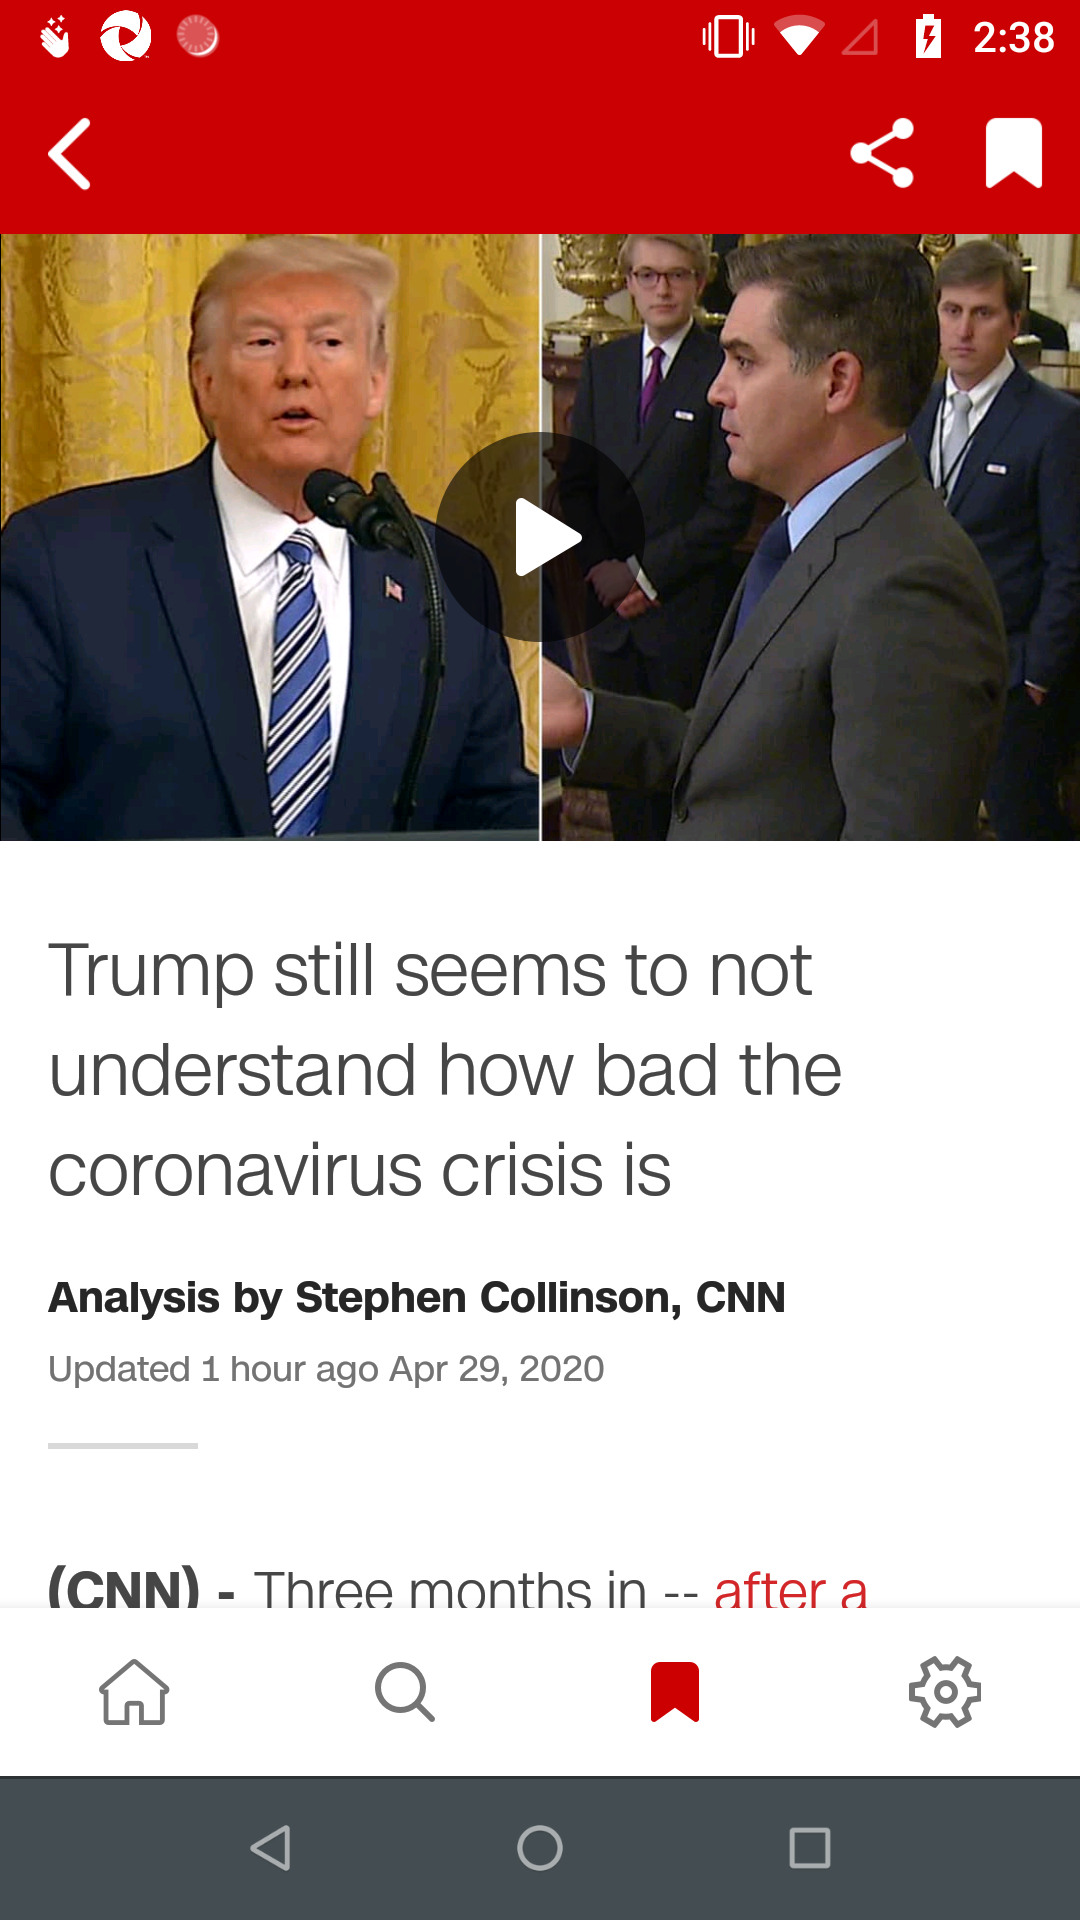 2:38
Trump still seems to not
understand how bad the
coronavirus crisis is
Analysis by Stephen Collinson, CNN
Updated 1 hour ago Apr 29, 2020
(CNN) - Three months in -- after a